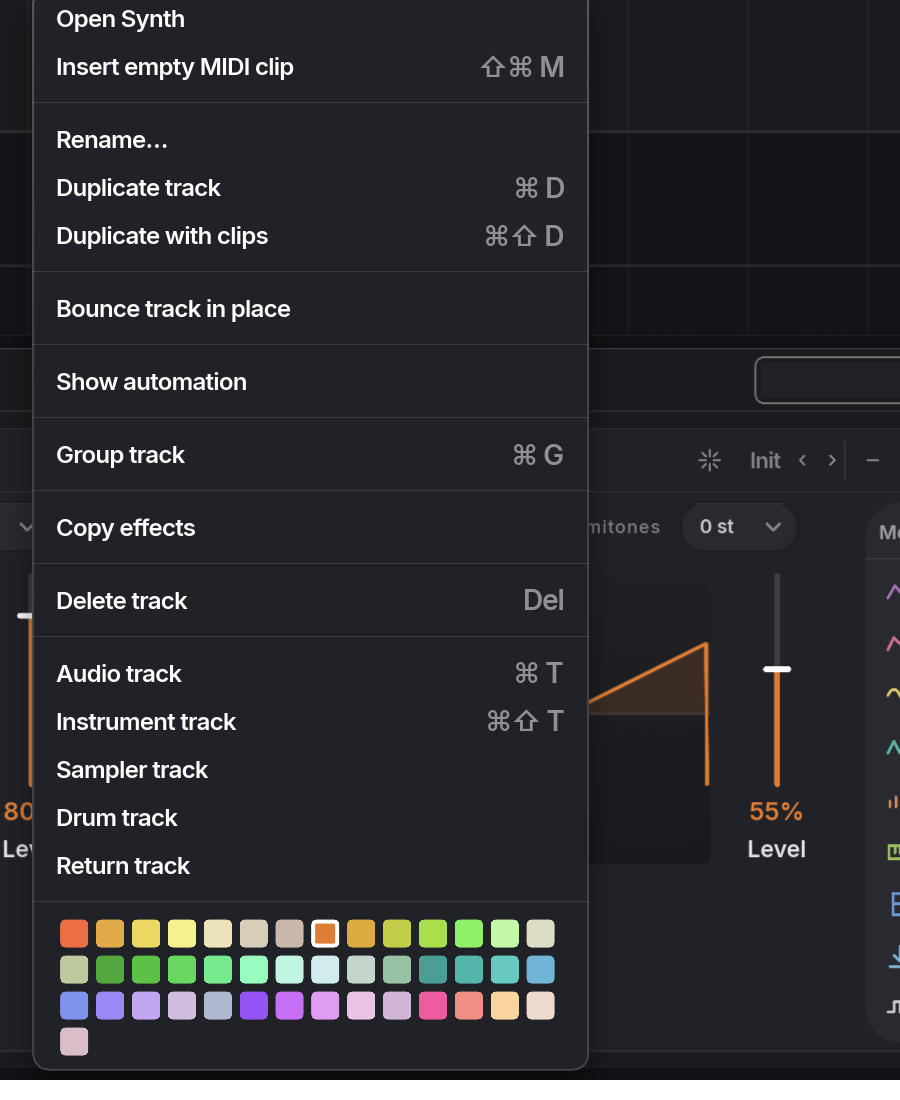 Open Synth
Insert empty MIDI clip ⇧⌘ M
Rename...
Duplicate track ⌘ D
Duplicate with clips ⌘⇧ D
Bounce track in place
Show automation
Group track ⌘ G
Init
Copy effects
0 st
Delete track Del
Audio track ⌘ T
Instrument track ⌘⇧ T
Sampler track
Drum track
55%
Level
Return track